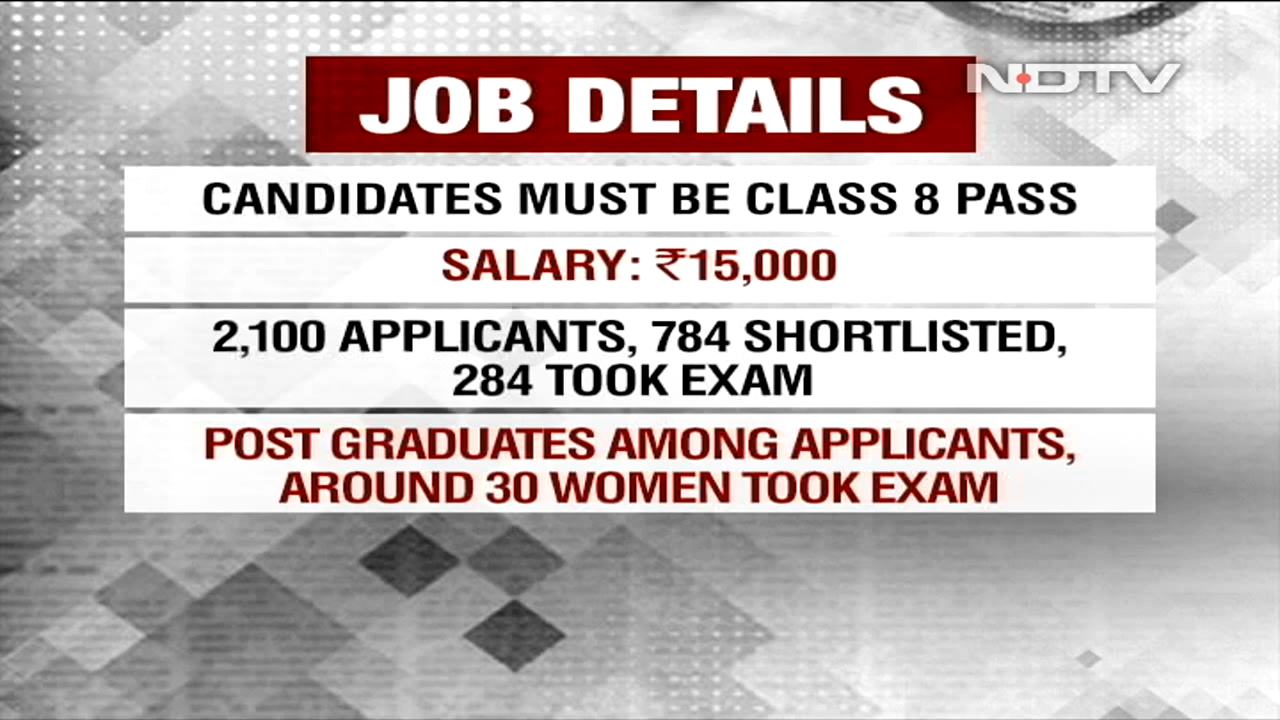 NDTV
JOB DETAILS
CANDIDATES MUST BE CLASS 8 PASS
SALARY: ₹15,000
2,100 APPLICANTS, 784 SHORTLISTED,
284 TOOK EXAM
POST GRADUATES AMONG APPLICANTS,
AROUND 30 WOMEN TOOK EXAM